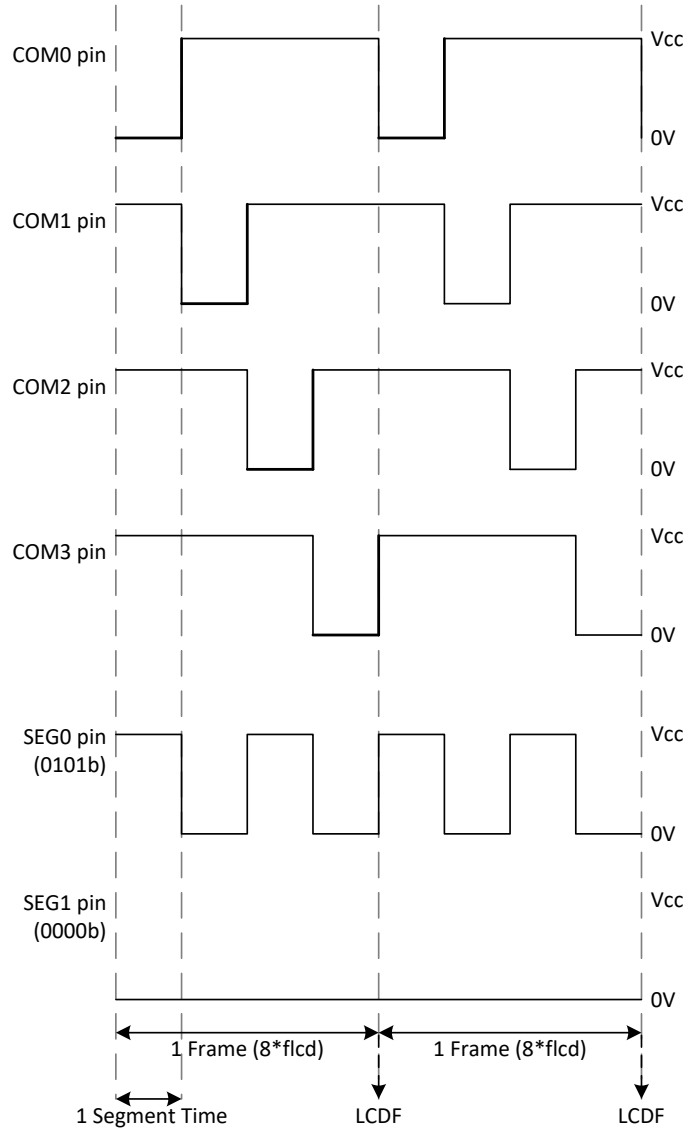 COM0 pin
Vcc
0V
COM1 pin
Vcc
0V
COM2 pin
Vcc
0V
COM3 pin
Vcc
0V
SEG0 pin
(0101b)
Vcc
0V
SEG1 pin
(0000b)
Vcc
0V
1 Frame (8*flcd)
1 Frame (8*flcd)
1 Segment Time
LCDF
LCDF